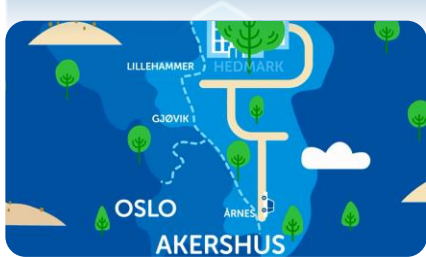 LILLEHAMMER
HEDMARK
GJØVIK
OSLO
ÅRNES
AKERSHUS